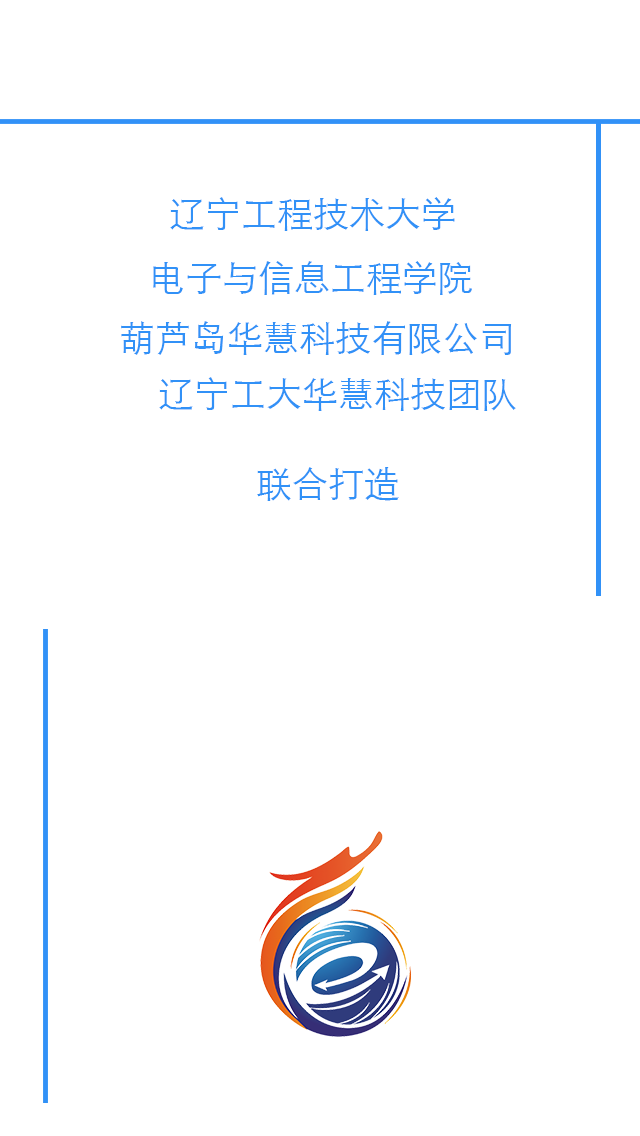 辽宁工程技术大学
电子与信息工程学院
葫芦岛华慧科技有限公司
辽宁工大华慧科技团队
联合打造